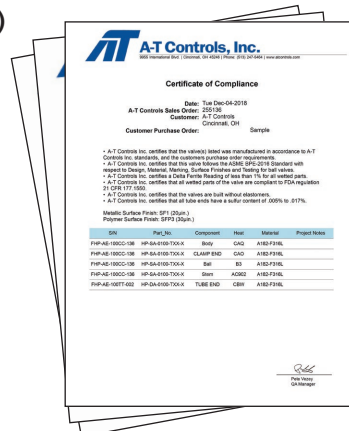 )
A-T Controls, Inc.
9955 International Blvd. | Cincinnati, OH 45246 | Phone: (513) 247-5464 | www.atcontrols.com
Certificate of Compliance
Date: Tue Dec-04-2018
A-T Controls Sales Order: 255136
Customer: A-T Controls
Cincinnati, OH
Customer Purchase Order: Sample
• A-T Controls Inc. certifies that the valve(s) listed was manufactured in accordance to A-T
Controls Inc. standards, and the customers purchase order requirements.
• A-T Controls Inc. certifies that the valve follows the ASME BPE-2016 Standard with
respect to Design, Material, Marking, Surface Finishes and Testing for ball valves.
• A-T Controls Inc. certifies a Delta Ferrite Reading of less than 1% for all wetted parts.
• A-T Controls Inc. certifies that all wetted parts of the valve are compliant to FDA regulation
21 CFR 177.1550.
• A-T Controls Inc. certifies that the valves are built without elastomers.
• A-T Controls Inc. certifies that all tube ends have a sulfur content of .005% to .017%.
Metallic Surface Finish: SF1 (20µin.)
Polymer Surface Finish: SFP3 (30µin.)
S/N Part_No. Component Heat Material Project Notes
FHP-AE-100CC-136 HP-SA-0100-TXX-X Body CAQ A182-F316L
FHP-AE-100CC-136 HP-SA-0100-TXX-X CLAMP END CAO A182-F316L
FHP-AE-100CC-136 HP-SA-0100-TXX-X Ball B3 A182-F316L
FHP-AE-100CC-136 HP-SA-0100-TXX-X Stem AC902 A182-F316L
FHP-AE-100TT-002 HP-DA-0100-TXX-X TUBE END CBW A182-F316L
Pete Vezey
QA Manager